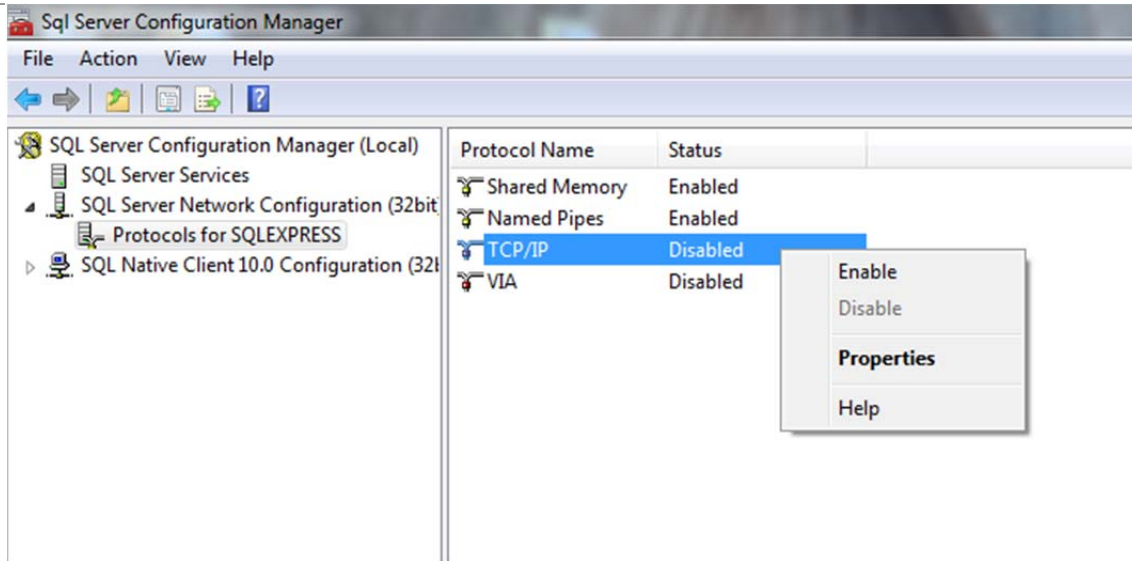 Sql Server Configuration Manager
File Action View Help
SQL Server Configuration Manager (Local)
SQL Server Services
SQL Server Network Configuration (32bit
Protocols for SQLEXPRESS
SQL Native Client 10.0 Configuration (32b
Protocol Name Status
Shared Memory Enabled
Named Pipes Enabled
TCP/IP Disabled
VIA Disabled
Enable
Disable
Properties
Help